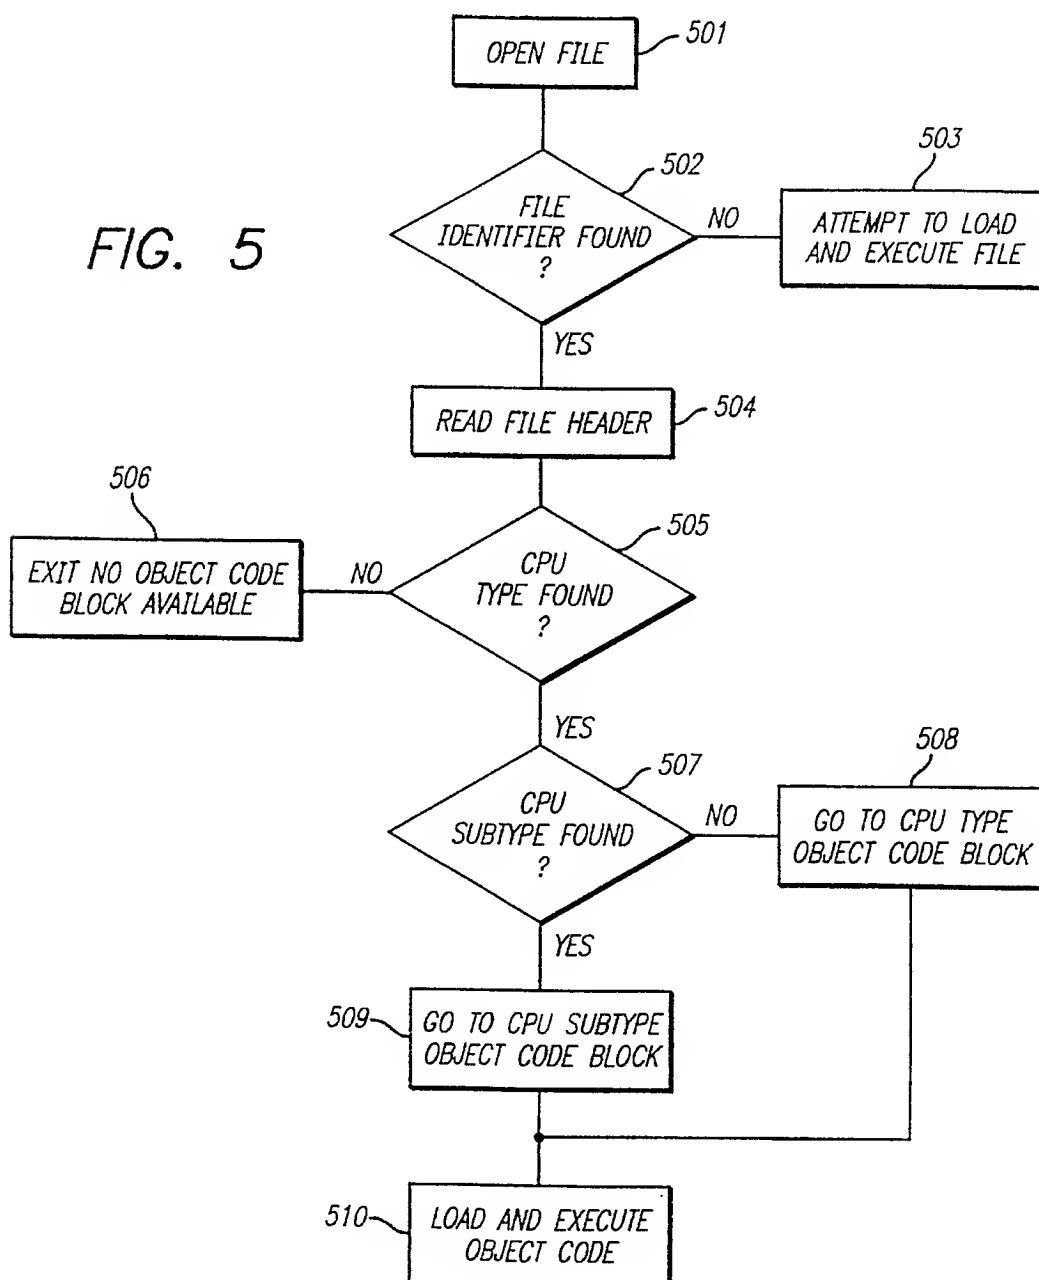 501
OPEN FILE
502
503
FILE
IDENTIFIER FOUND
?
NO
ATTEMPT TO LOAD
AND EXECUTE FILE
FIG. 5
YES
READ FILE HEADER
504
506
505
EXIT NO OBJECT CODE
BLOCK AVAILABLE
NO
CPU
TYPE FOUND
?
YES
507
508
CPU
SUBTYPE FOUND
?
NO
GO TO CPU TYPE
OBJECT CODE BLOCK
YES
509
GO TO CPU SUBTYPE
OBJECT CODE BLOCK
510
LOAD AND EXECUTE
OBJECT CODE